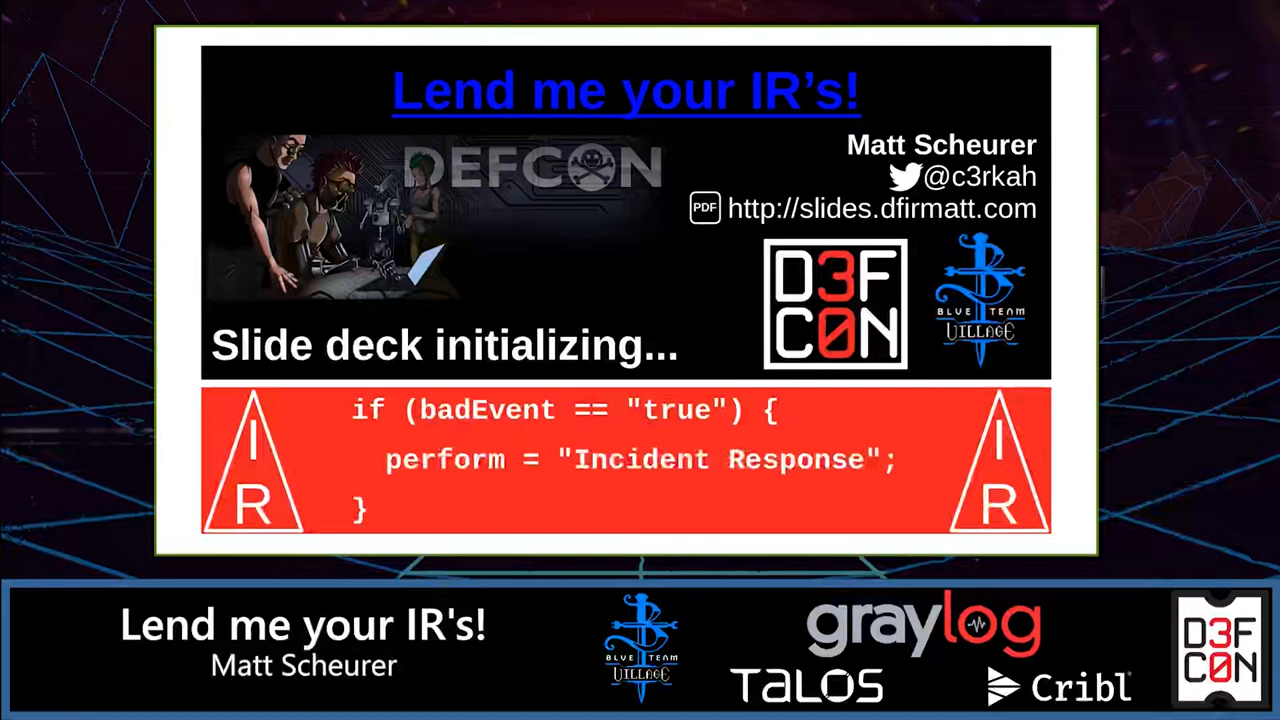 Lend me your IR’s!
DEFCON
Matt Scheurer
@c3rkah
PDF http://slides.dfirmatt.com
D3F
C0N
BLUE TEAM
VILLAGE
Slide deck initializing...
I
R
if (badEvent == "true") {
perform = "Incident Response";
}
I
R
Lend me your IR's!
Matt Scheurer
BLUE TEAM
VILLAGE
graylog
TALOS
Cribl
D3F
C0N